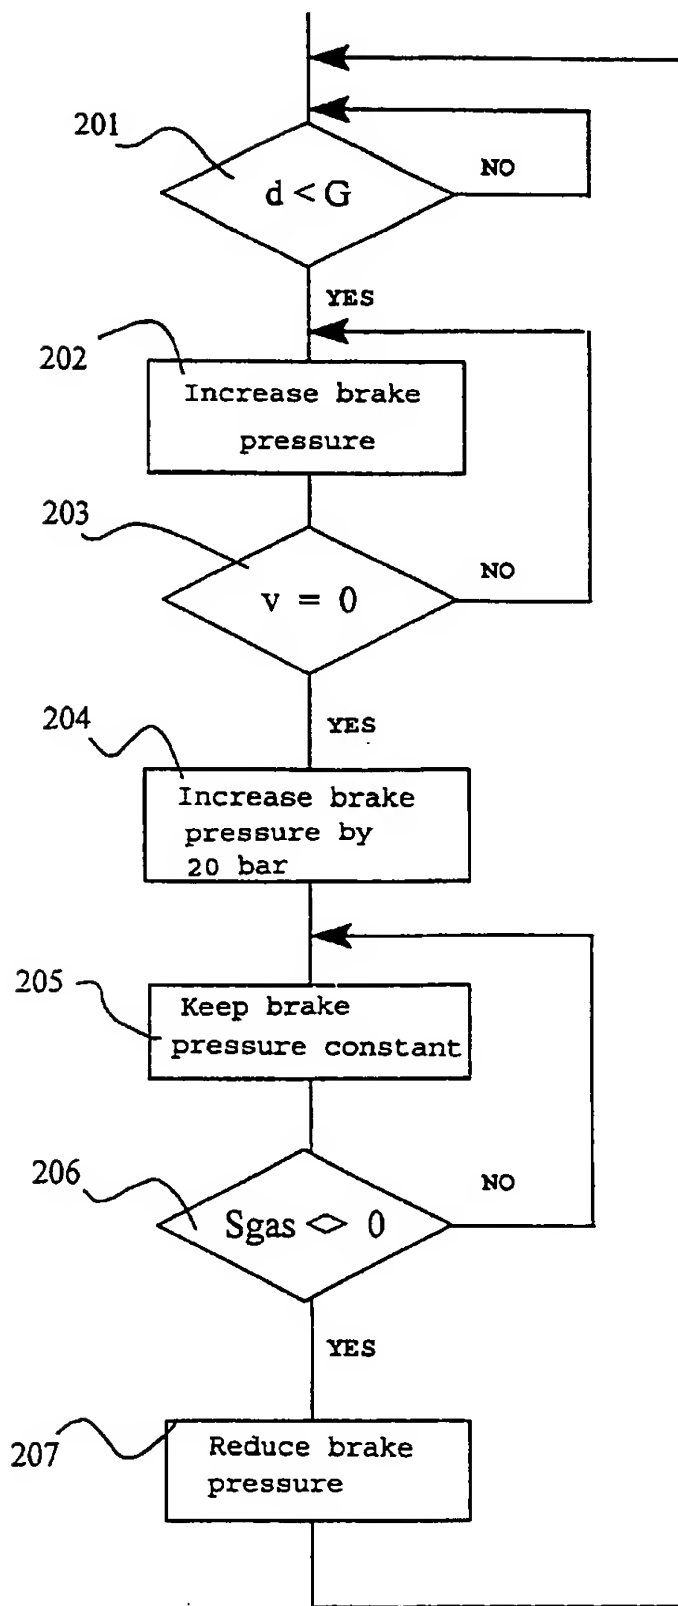 201
d < G
NO
YES
202
Increase brake
pressure
203
v = 0
NO
YES
204
Increase brake
pressure by
20 bar
205
Keep brake
pressure constant
206
Sgas <> 0
NO
YES
207
Reduce brake
pressure